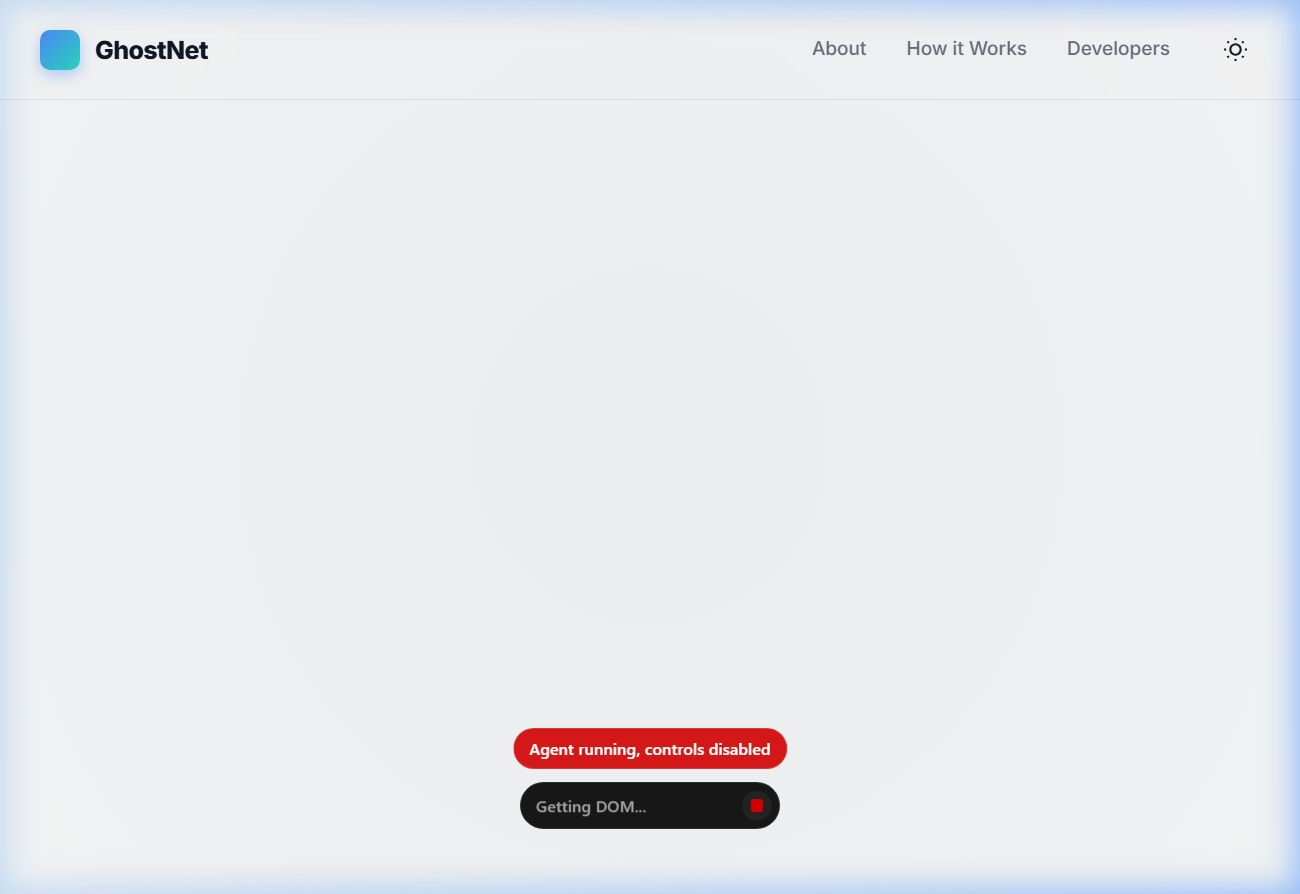 GhostNet
About
How it Works
Developers
Agent running, controls disabled
Getting DOM...